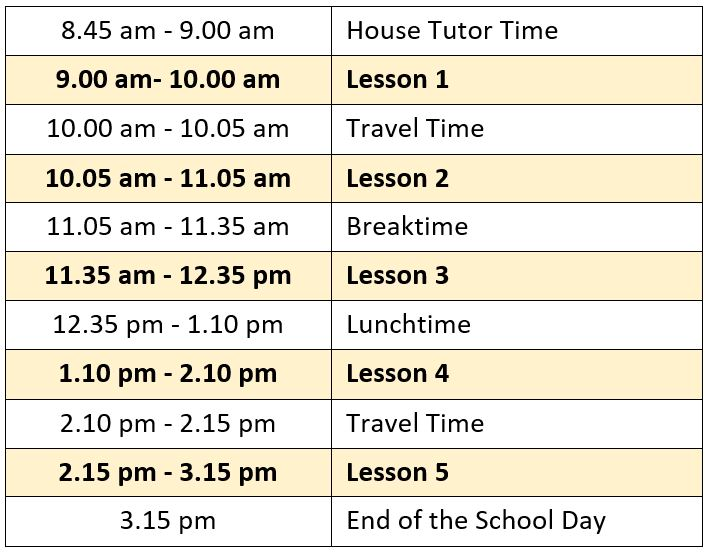 8.45 am - 9.00 am House Tutor Time
9.00 am- 10.00 am Lesson 1
10.00 am - 10.05 am Travel Time
10.05 am - 11.05 am Lesson 2
11.05 am - 11.35 am Breaktime
11.35 am - 12.35 pm Lesson 3
12.35 pm - 1.10 pm Lunchtime
1.10 pm - 2.10 pm Lesson 4
2.10 pm - 2.15 pm Travel Time
2.15 pm - 3.15 pm Lesson 5
3.15 pm End of the School Day